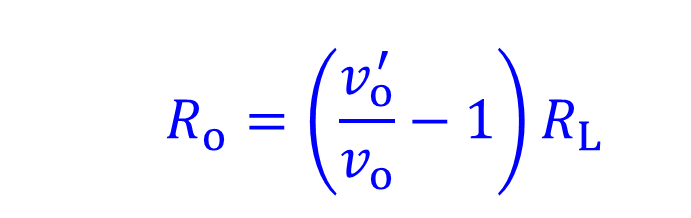 R_o = (v'_o / v_o − 1) R_L